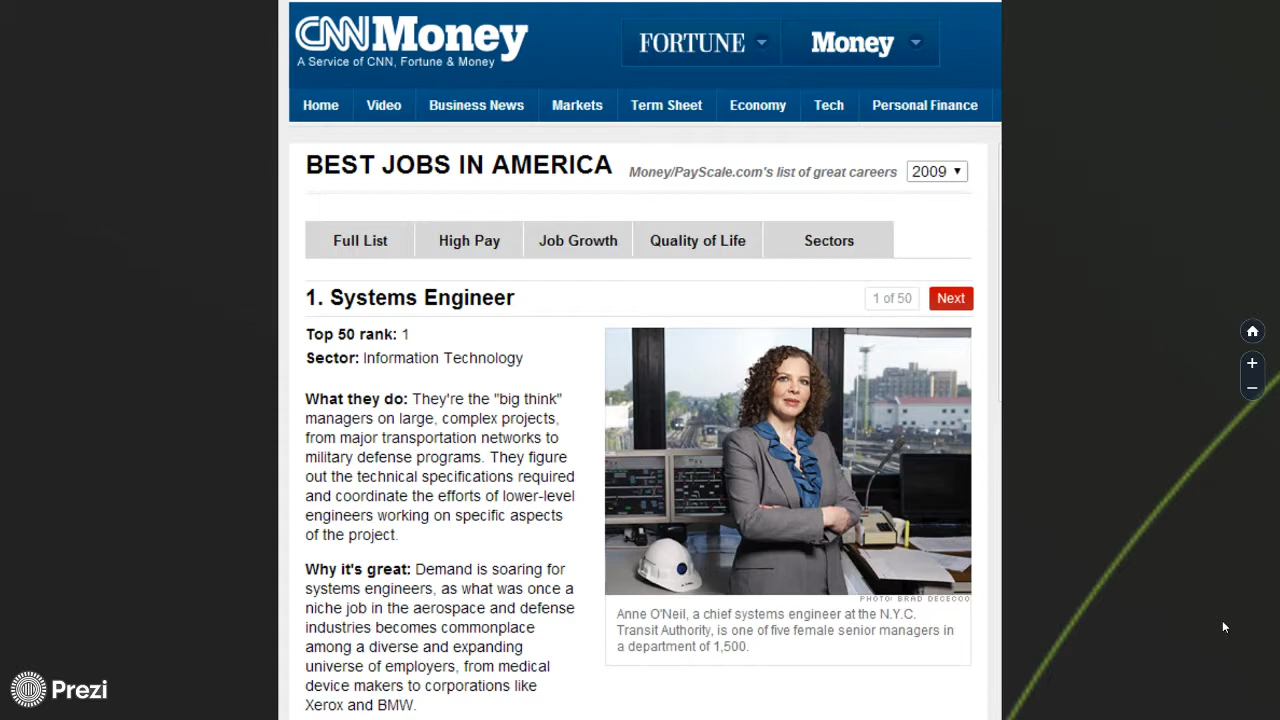 CNNMoney
A Service of CNN, Fortune & Money
FORTUNE
Money
Home Video Business News Markets Term Sheet Economy Tech Personal Finance
BEST JOBS IN AMERICA Money/PayScale.com's list of great careers 2009
Full List High Pay Job Growth Quality of Life Sectors
1. Systems Engineer 1 of 50 Next
Top 50 rank: 1
Sector: Information Technology
What they do: They're the "big think"
managers on large, complex projects,
from major transportation networks to
military defense programs. They figure
out the technical specifications required
and coordinate the efforts of lower-level
engineers working on specific aspects
of the project.
Why it's great: Demand is soaring for
systems engineers, as what was once a
niche job in the aerospace and defense
industries becomes commonplace
among a diverse and expanding
universe of employers, from medical
device makers to corporations like
Xerox and BMW.
PHOTO: BRAD DECECCO
Anne O'Neil, a chief systems engineer at the N.Y.C.
Transit Authority, is one of five female senior managers in
a department of 1,500.
Prezi